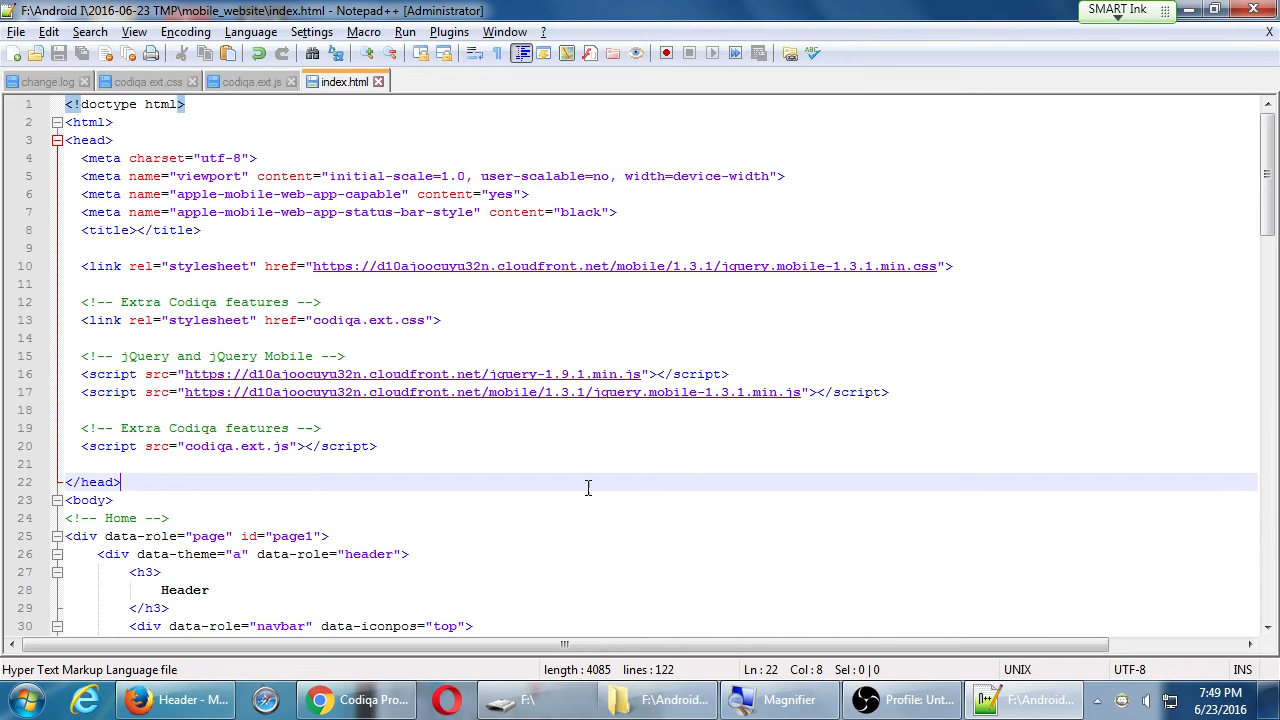 F:\Android I\2016-06-23 TMP\mobile_website\index.html - Notepad++ [Administrator]
SMART Ink
File Edit Search View Encoding Language Settings Macro Run Plugins Window ? X
change.log codiqa.ext.css codiqa.ext.js index.html
1 <!doctype html>
2 <html>
3 <head>
4 <meta charset="utf-8">
5 <meta name="viewport" content="initial-scale=1.0, user-scalable=no, width=device-width">
6 <meta name="apple-mobile-web-app-capable" content="yes">
7 <meta name="apple-mobile-web-app-status-bar-style" content="black">
8 <title></title>
9
10 <link rel="stylesheet" href="https://d10ajoocuyu32n.cloudfront.net/mobile/1.3.1/jquery.mobile-1.3.1.min.css">
11
12 <!-- Extra Codiqa features -->
13 <link rel="stylesheet" href="codiqa.ext.css">
14
15 <!-- jQuery and jQuery Mobile -->
16 <script src="https://d10ajoocuyu32n.cloudfront.net/jquery-1.9.1.min.js"></script>
17 <script src="https://d10ajoocuyu32n.cloudfront.net/mobile/1.3.1/jquery.mobile-1.3.1.min.js"></script>
18
19 <!-- Extra Codiqa features -->
20 <script src="codiqa.ext.js"></script>
21
22 </head>
23 <body>
24 <!-- Home -->
25 <div data-role="page" id="page1">
26 <div data-theme="a" data-role="header">
27 <h3>
28 Header
29 </h3>
30 <div data-role="navbar" data-iconpos="top">
Hyper Text Markup Language file length : 4085 lines : 122 Ln : 22 Col : 8 Sel : 0 | 0 UNIX UTF-8 INS
Header - M... Codiqa Pro... F:\ F:\Android... Magnifier Profile: Unt... F:\Android... 7:49 PM
6/23/2016